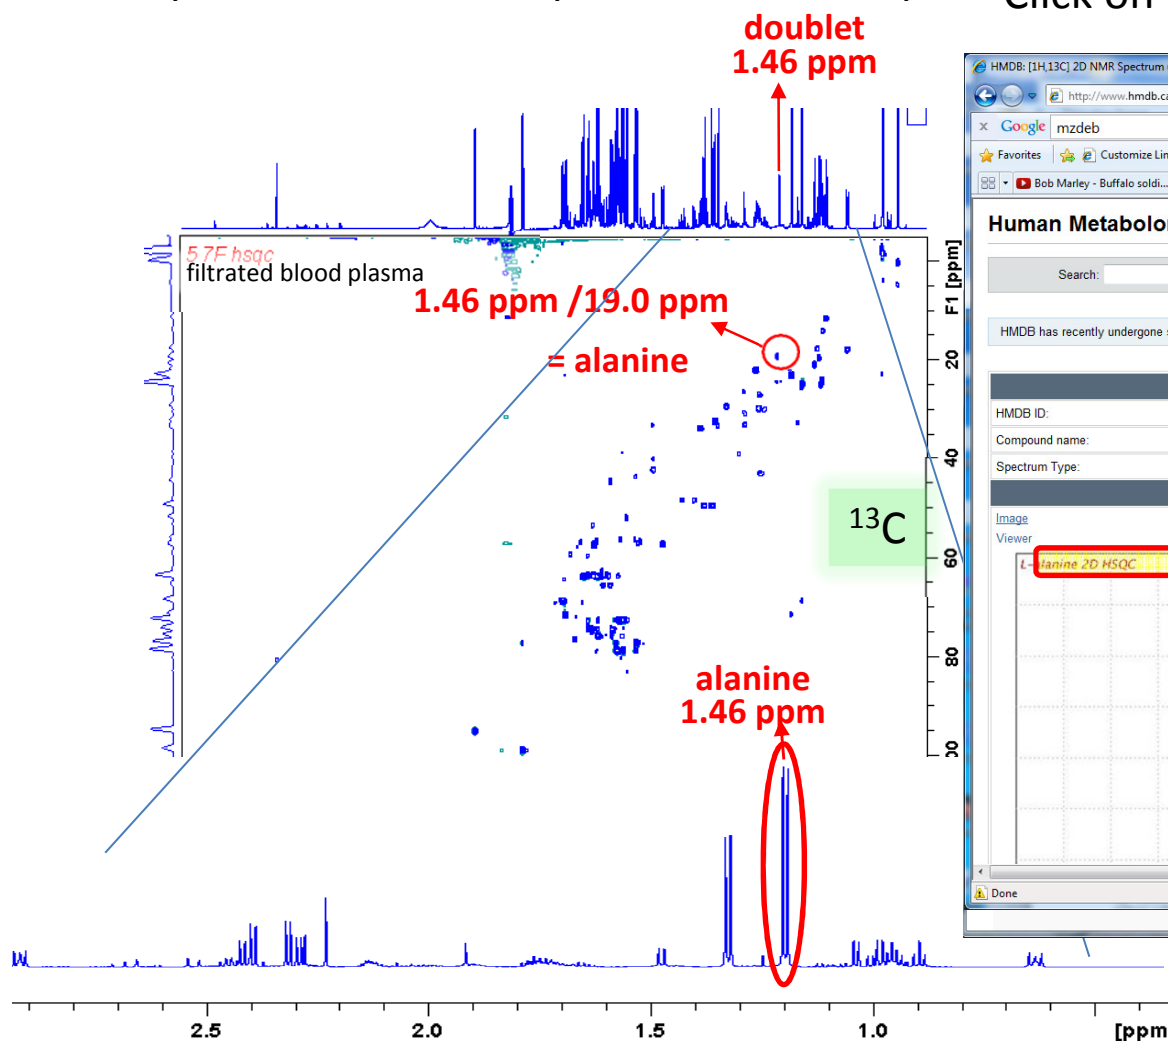 Click on
doublet
1.46 ppm
5 7F hsqc
filtrated blood plasma
1.46 ppm /19.0 ppm
= alanine
F1 [ppm]
20
40
60
80
13C
alanine
1.46 ppm
2.5 2.0 1.5 1.0 [ppm
HMDB: [1H,13C] 2D NMR Spectrum
http://www.hmdb.ca
x Google mzdeb
Favorites Customize Lin
Bob Marley - Buffalo soldi...
Human Metabolo
Search:
HMDB has recently undergone s
HMDB ID:
Compound name:
Spectrum Type:
Image
Viewer
L-alanine 2D HSQC
Done